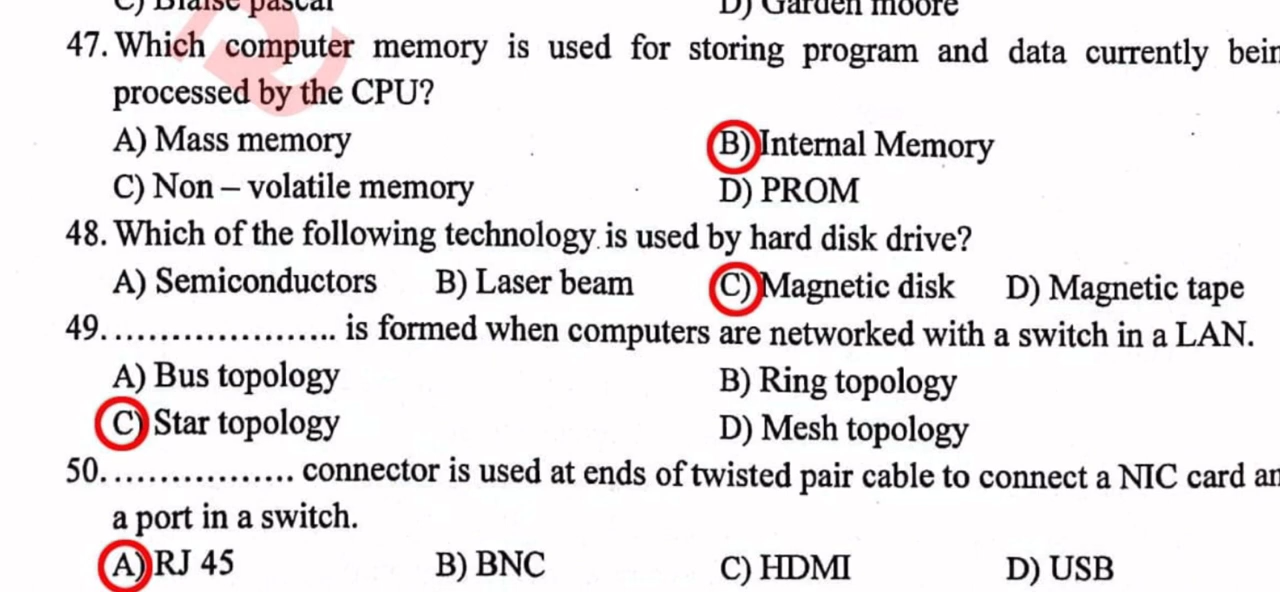 C) Blaise pascal D) Garden moore
47. Which computer memory is used for storing program and data currently bein
processed by the CPU?
A) Mass memory B) Internal Memory
C) Non – volatile memory D) PROM
48. Which of the following technology is used by hard disk drive?
A) Semiconductors B) Laser beam C) Magnetic disk D) Magnetic tape
49. ..................... is formed when computers are networked with a switch in a LAN.
A) Bus topology B) Ring topology
C) Star topology D) Mesh topology
50. ................. connector is used at ends of twisted pair cable to connect a NIC card an
a port in a switch.
A) RJ 45 B) BNC C) HDMI D) USB